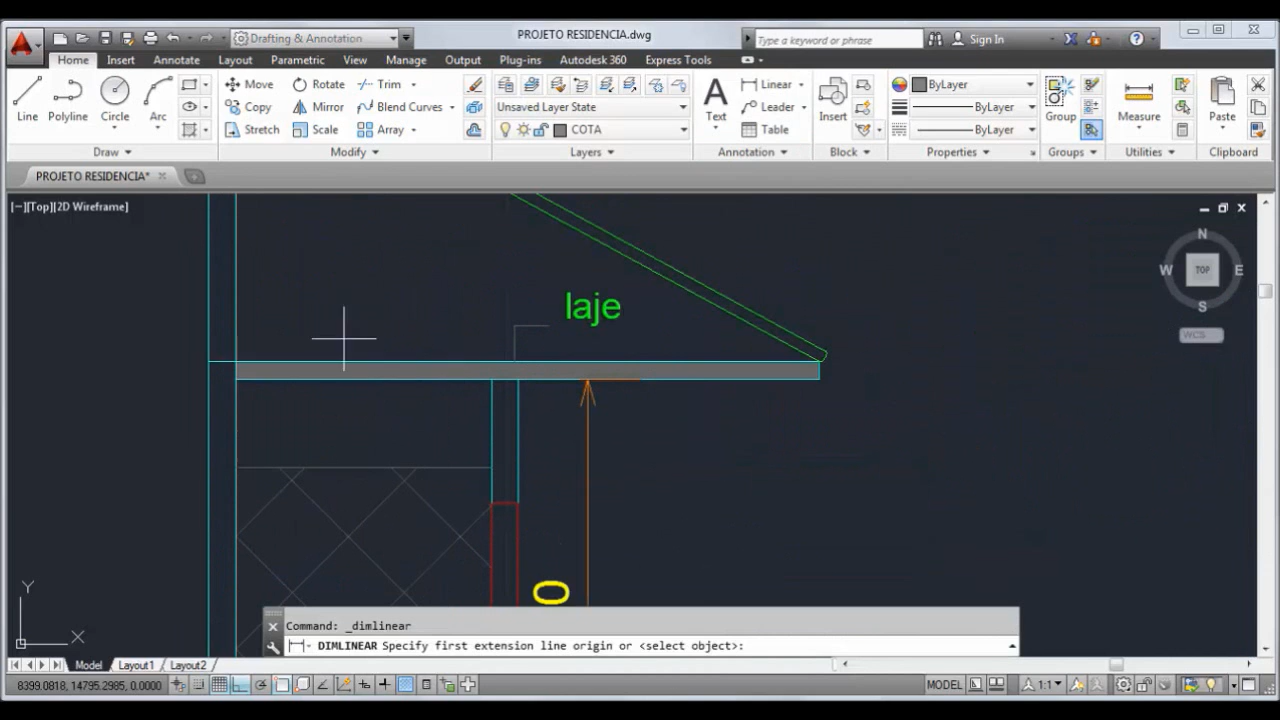 PROJETO RESIDENCIA.dwg
Drafting & Annotation
Type a keyword or phrase
Sign In
Home Insert Annotate Layout Parametric View Manage Output Plug-ins Autodesk 360 Express Tools
Line Polyline Circle Arc
Move Rotate Trim
Copy Mirror Blend Curves
Stretch Scale Array
Unsaved Layer State
COTA
Text
Linear
Leader
Table
Insert
ByLayer
ByLayer
ByLayer
Group
Measure
Paste
Draw Modify Layers Annotation Block Properties Groups Utilities Clipboard
PROJETO RESIDENCIA*
[−][Top][2D Wireframe]
N
W TOP E
S
WCS
laje
0
Y
X
Command: _dimlinear
DIMLINEAR Specify first extension line origin or <select object>:
Model Layout1 Layout2
8399.0818, 14795.2985, 0.0000
MODEL
1:1